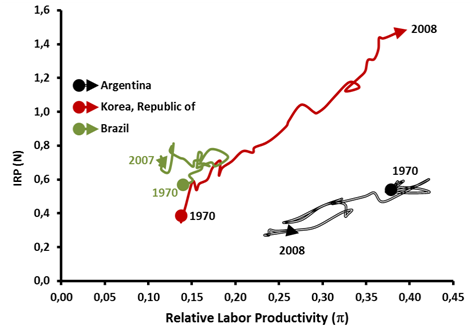 1,6
1,4
1,2
1,0
0,8
0,6
0,4
0,2
0,0
IRP (N)
Argentina
Korea, Republic of
Brazil
2008
2007
1970
1970
1970
2008
0,00 0,05 0,10 0,15 0,20 0,25 0,30 0,35 0,40 0,45
Relative Labor Productivity (π)